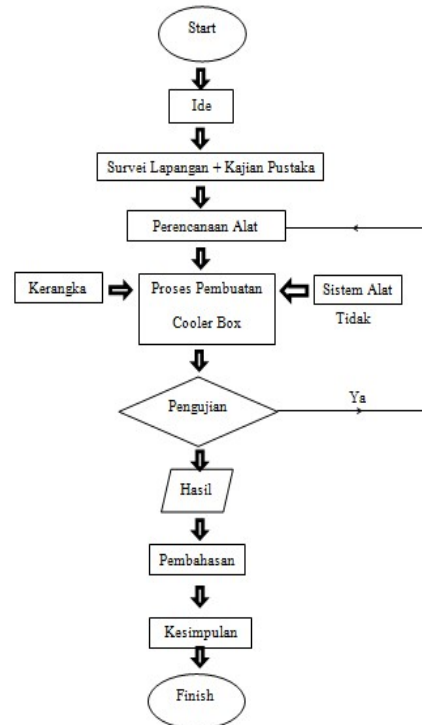 Start
Ide
Survei Lapangan + Kajian Pustaka
Perencanaan Alat
Kerangka
Proses Pembuatan
Cooler Box
Sistem Alat
Tidak
Pengujian
Ya
Hasil
Pembahasan
Kesimpulan
Finish